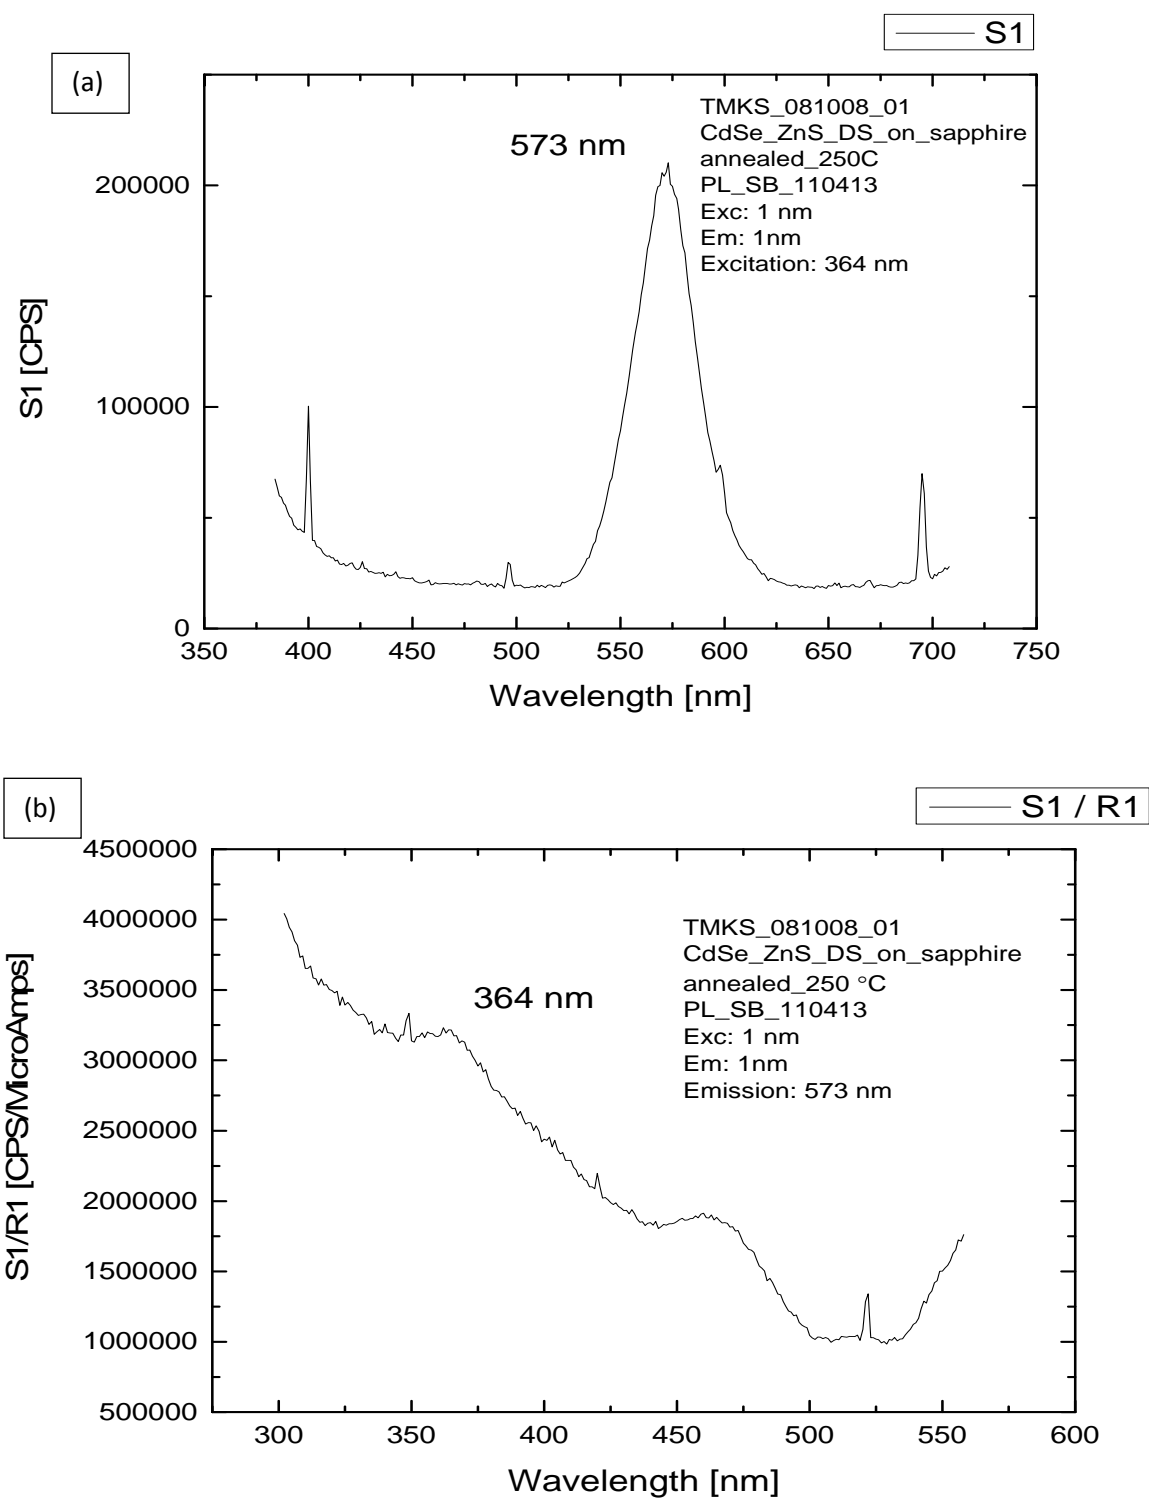 S1
(a)
TMKS_081008_01
CdSe_ZnS_DS_on_sapphire
annealed_250C
PL_SB_110413
Exc: 1 nm
Em: 1nm
Excitation: 364 nm
573 nm
200000
100000
0
S1 [CPS]
350 400 450 500 550 600 650 700 750
Wavelength [nm]
(b)
S1 / R1
4500000
4000000
3500000
3000000
2500000
2000000
1500000
1000000
500000
S1/R1 [CPS/MicroAmps]
364 nm
TMKS_081008_01
CdSe_ZnS_DS_on_sapphire
annealed_250 °C
PL_SB_110413
Exc: 1 nm
Em: 1nm
Emission: 573 nm
300 350 400 450 500 550 600
Wavelength [nm]